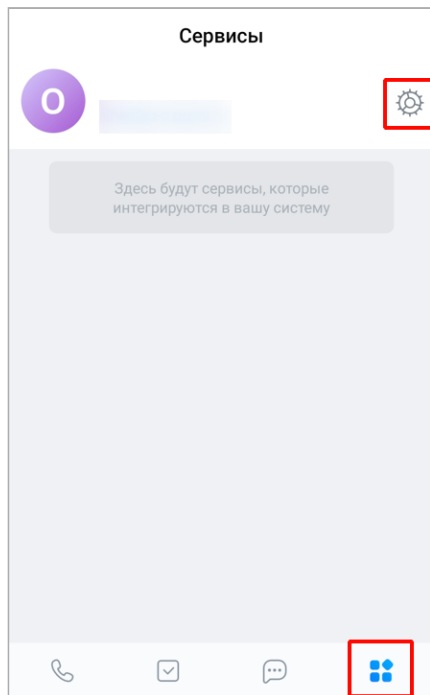 Сервисы
О
Здесь будут сервисы, которые
интегрируются в вашу систему